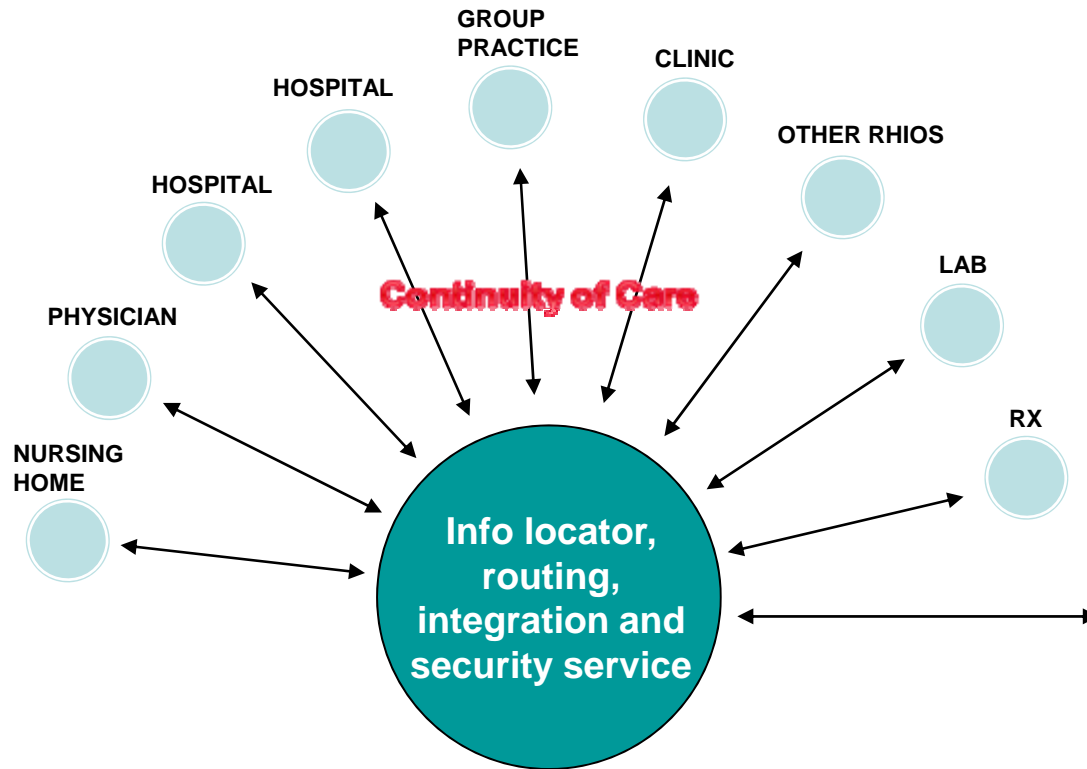 GROUP
PRACTICE
CLINIC
HOSPITAL
OTHER RHIOS
HOSPITAL
LAB
PHYSICIAN
RX
NURSING
HOME
Continuity of Care
Info locator,
routing,
integration and
security service